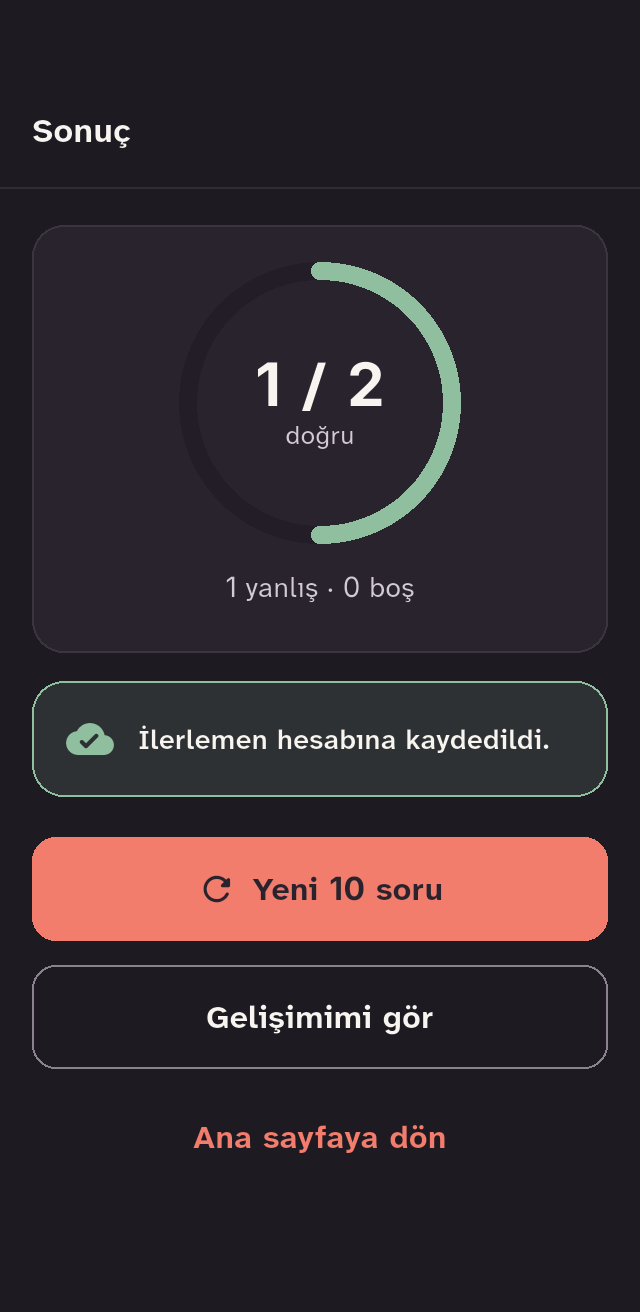 Sonuç
1 / 2
doğru
1 yanlış · 0 boş
İlerlemen hesabına kaydedildi.
Yeni 10 soru
Gelişimimi gör
Ana sayfaya dön